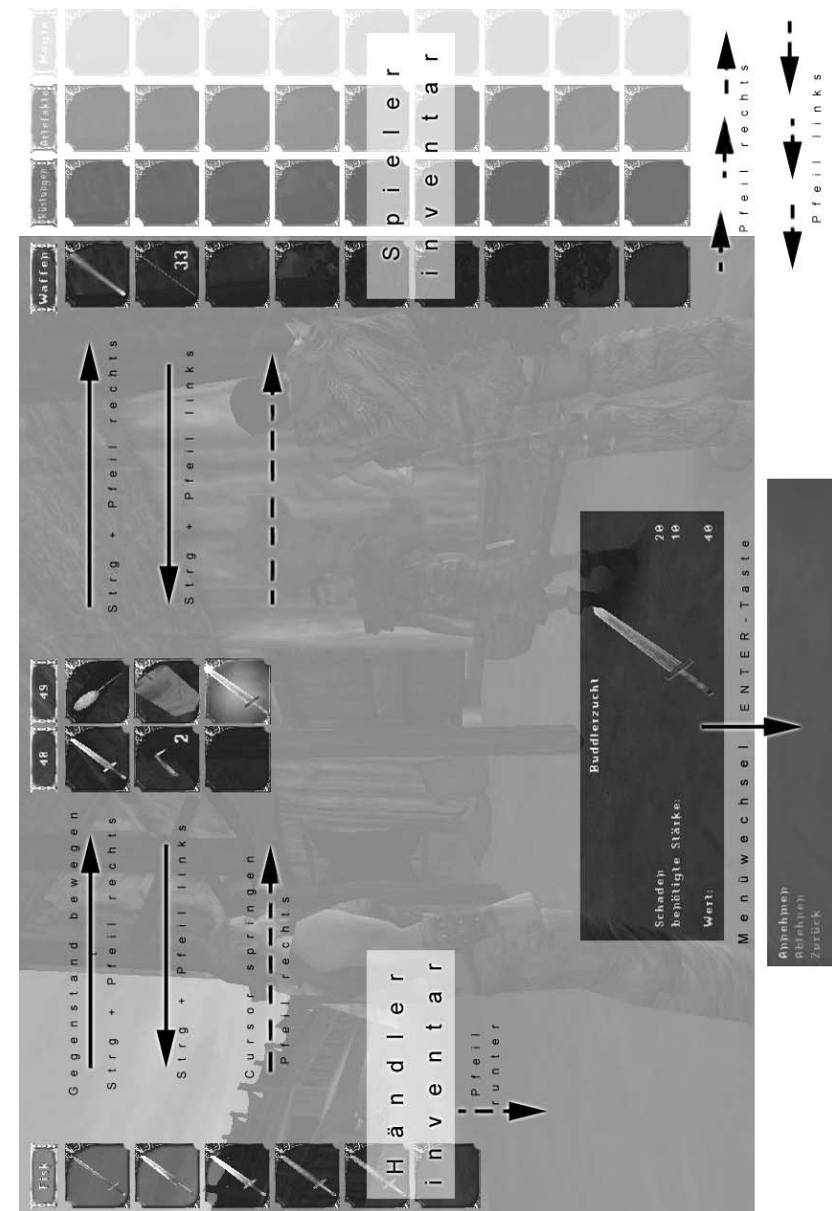 Fisk
48
49
Waffen
Rüstungen
Artefakte
Magie
2
33
Gegenstand bewegen
Strg + Pfeil rechts
Strg + Pfeil links
Cursor springen
Pfeil rechts
Strg + Pfeil rechts
Strg + Pfeil links
Händler
inventar
Spieler
inventar
Pfeil
runter
Buddlerzucht
Schaden 20
benötigte Stärke: 10
Wert: 40
Menüwechsel ENTER-Taste
Annehmen
Ablehnen
Zurück
Pfeil rechts
Pfeil links